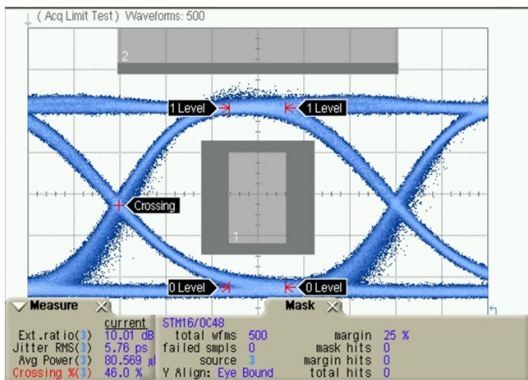 ( Acq Limit Test ) Waveforms: 500
2
1 Level 1 Level
1
Crossing
0 Level 0 Level
Measure Mask
current STM16/OC48
Ext.ratio(3) 10.01 dB total wfms 500 margin 25 %
Jitter RMS(3) 5.76 ps failed smpls 0 mask hits 0
Avg Power(3) 80.569 µ source 3 margin hits 0
Crossing %(3) 46.0 % Y Align: Eye Bound total hits 0